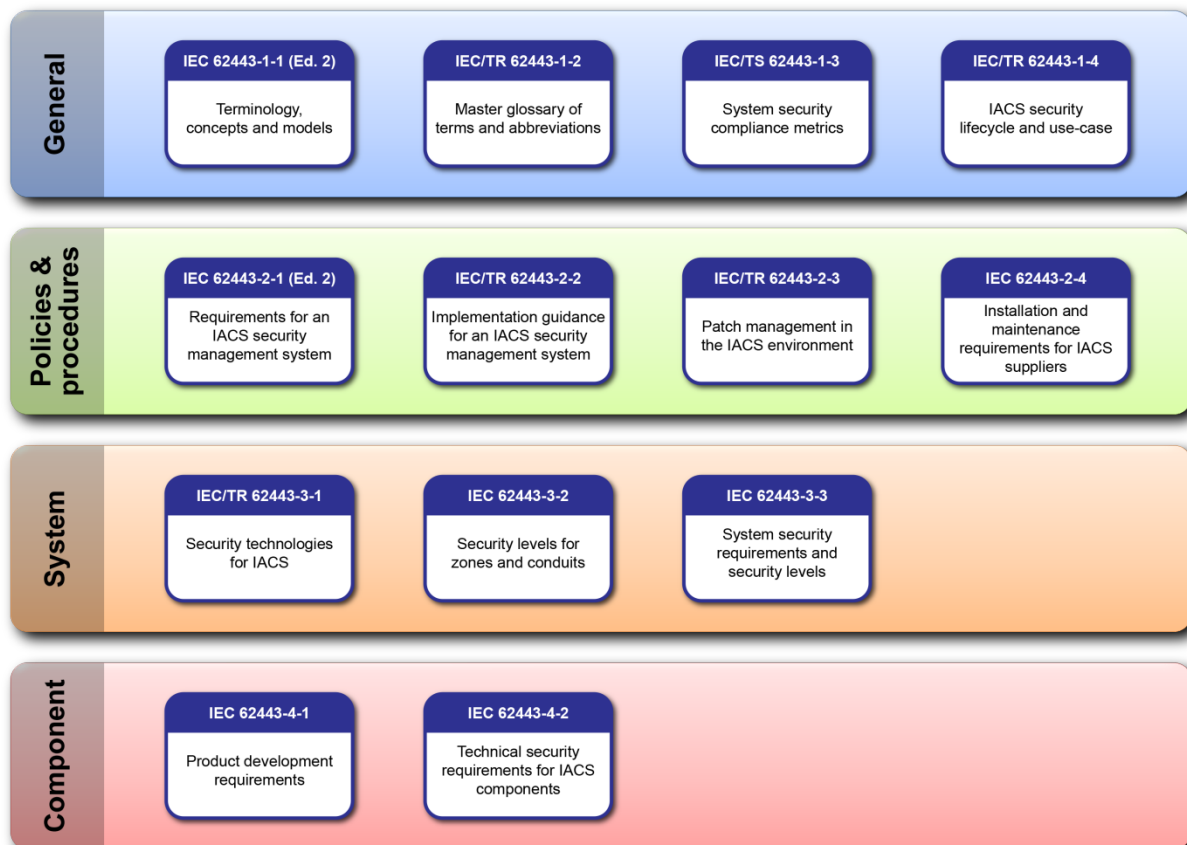 General
IEC 62443-1-1 (Ed. 2)
Terminology,
concepts and models
IEC/TR 62443-1-2
Master glossary of
terms and abbreviations
IEC/TS 62443-1-3
System security
compliance metrics
IEC/TR 62443-1-4
IACS security
lifecycle and use-case
Policies &
procedures
IEC 62443-2-1 (Ed. 2)
Requirements for an
IACS security
management system
IEC/TR 62443-2-2
Implementation guidance
for an IACS security
management system
IEC/TR 62443-2-3
Patch management in
the IACS environment
IEC 62443-2-4
Installation and
maintenance
requirements for IACS
suppliers
System
IEC/TR 62443-3-1
Security technologies
for IACS
IEC 62443-3-2
Security levels for
zones and conduits
IEC 62443-3-3
System security
requirements and
security levels
Component
IEC 62443-4-1
Product development
requirements
IEC 62443-4-2
Technical security
requirements for IACS
components